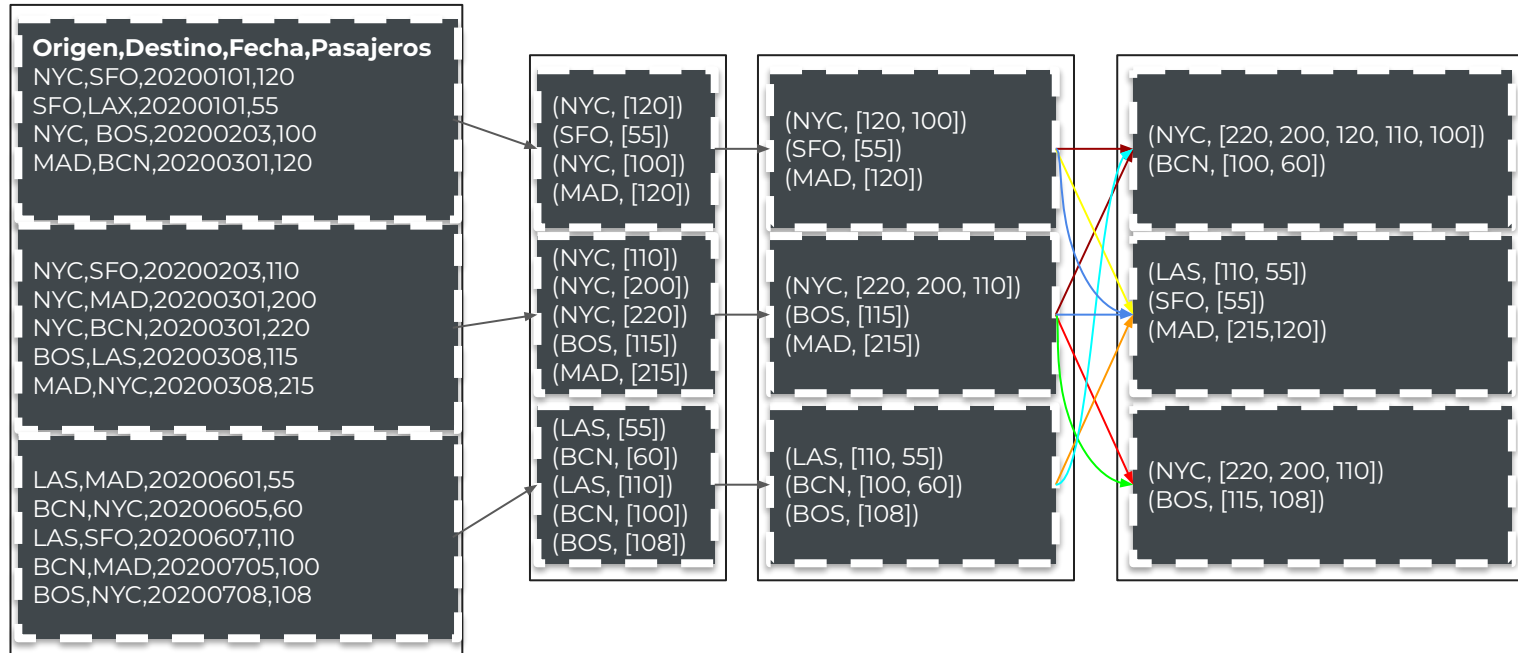 Origen,Destino,Fecha,Pasajeros
NYC,SFO,20200101,120
SFO,LAX,20200101,55
NYC, BOS,20200203,100
MAD,BCN,20200301,120
NYC,SFO,20200203,110
NYC,MAD,20200301,200
NYC,BCN,20200301,220
BOS,LAS,20200308,115
MAD,NYC,20200308,215
LAS,MAD,20200601,55
BCN,NYC,20200605,60
LAS,SFO,20200607,110
BCN,MAD,20200705,100
BOS,NYC,20200708,108
(NYC, [120])
(SFO, [55])
(NYC, [100])
(MAD, [120])
(NYC, [110])
(NYC, [200])
(NYC, [220])
(BOS, [115])
(MAD, [215])
(LAS, [55])
(BCN, [60])
(LAS, [110])
(BCN, [100])
(BOS, [108])
(NYC, [120, 100])
(SFO, [55])
(MAD, [120])
(NYC, [220, 200, 110])
(BOS, [115])
(MAD, [215])
(LAS, [110, 55])
(BCN, [100, 60])
(BOS, [108])
(NYC, [220, 200, 120, 110, 100])
(BCN, [100, 60])
(LAS, [110, 55])
(SFO, [55])
(MAD, [215,120])
(NYC, [220, 200, 110])
(BOS, [115, 108])